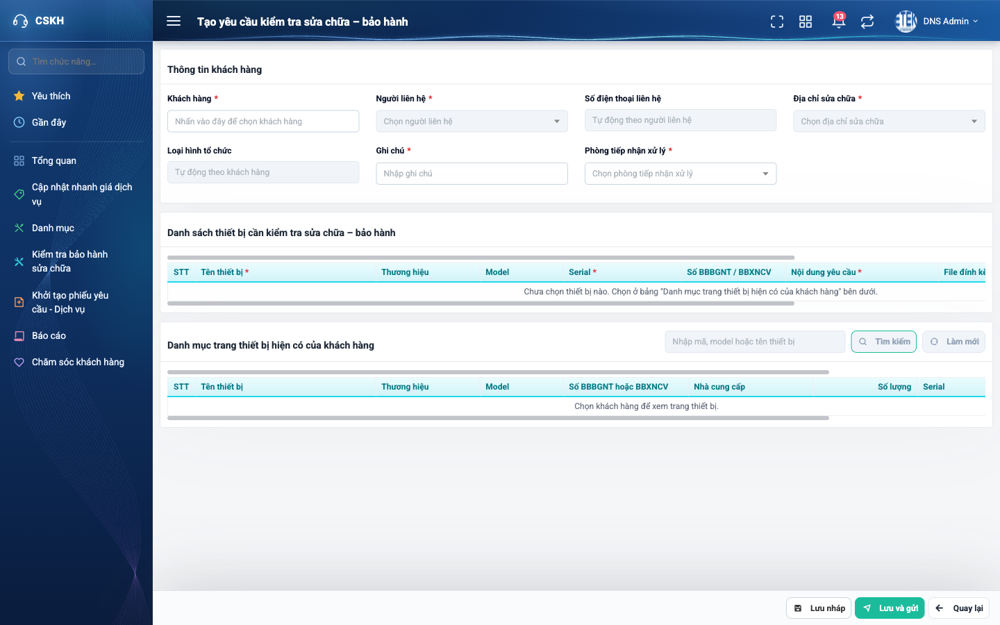 CSKH
Tạo yêu cầu kiểm tra sửa chữa – bảo hành
13
DNS Admin
Tìm chức năng...
Yêu thích
Gần đây
Tổng quan
Cập nhật nhanh giá dịch
vụ
Danh mục
Kiểm tra bảo hành
sửa chữa
Khởi tạo phiếu yêu
cầu - Dịch vụ
Báo cáo
Chăm sóc khách hàng
Thông tin khách hàng
Khách hàng *
Người liên hệ *
Số điện thoại liên hệ
Địa chỉ sửa chữa *
Nhấn vào đây để chọn khách hàng
Chọn người liên hệ
Tự động theo người liên hệ
Chọn địa chỉ sửa chữa
Loại hình tổ chức
Ghi chú *
Phòng tiếp nhận xử lý *
Tự động theo khách hàng
Nhập ghi chú
Chọn phòng tiếp nhận xử lý
Danh sách thiết bị cần kiểm tra sửa chữa – bảo hành
STT Tên thiết bị * Thương hiệu Model Serial * Số BBBGNT / BBXNCV Nội dung yêu cầu * File đính kè
Chưa chọn thiết bị nào. Chọn ở bảng "Danh mục trang thiết bị hiện có của khách hàng" bên dưới.
Danh mục trang thiết bị hiện có của khách hàng
Nhập mã, model hoặc tên thiết bị
Tìm kiếm
Làm mới
STT Tên thiết bị Thương hiệu Model Số BBBGNT hoặc BBXNCV Nhà cung cấp Số lượng Serial
Chọn khách hàng để xem trang thiết bị.
Lưu nháp
Lưu và gửi
Quay lại